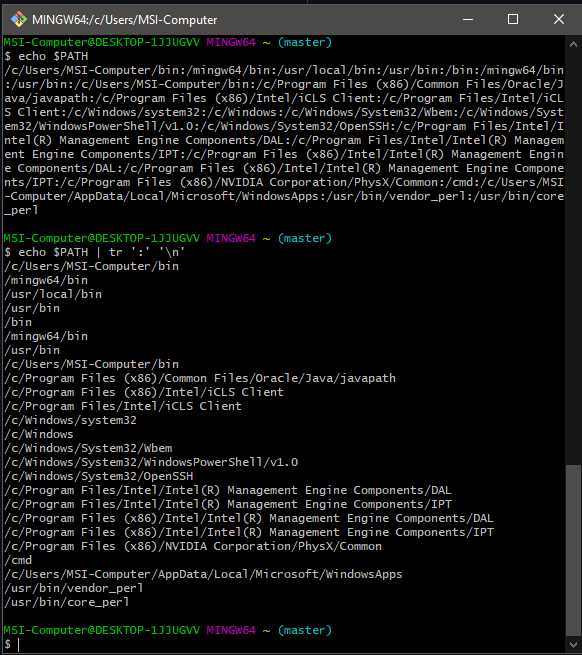 MINGW64:/c/Users/MSI-Computer
MSI-Computer@DESKTOP-1JJUGVV MINGW64 ~ (master)
$ echo $PATH
/c/Users/MSI-Computer/bin:/mingw64/bin:/usr/local/bin:/usr/bin:/bin:/mingw64/bin
:/usr/bin:/c/Users/MSI-Computer/bin:/c/Program Files (x86)/Common Files/Oracle/J
ava/javapath:/c/Program Files (x86)/Intel/iCLS Client:/c/Program Files/Intel/iCL
S Client:/c/Windows/system32:/c/Windows:/c/Windows/System32/Wbem:/c/Windows/Syst
em32/WindowsPowerShell/v1.0:/c/Windows/System32/OpenSSH:/c/Program Files/Intel/I
ntel(R) Management Engine Components/DAL:/c/Program Files/Intel/Intel(R) Managem
ent Engine Components/IPT:/c/Program Files (x86)/Intel/Intel(R) Management Engin
e Components/DAL:/c/Program Files (x86)/Intel/Intel(R) Management Engine Compone
nts/IPT:/c/Program Files (x86)/NVIDIA Corporation/PhysX/Common:/cmd:/c/Users/MSI
-Computer/AppData/Local/Microsoft/WindowsApps:/usr/bin/vendor_perl:/usr/bin/core
_perl
MSI-Computer@DESKTOP-1JJUGVV MINGW64 ~ (master)
$ echo $PATH | tr ':' '\n'
/c/Users/MSI-Computer/bin
/mingw64/bin
/usr/local/bin
/usr/bin
/bin
/mingw64/bin
/usr/bin
/c/Users/MSI-Computer/bin
/c/Program Files (x86)/Common Files/Oracle/Java/javapath
/c/Program Files (x86)/Intel/iCLS Client
/c/Program Files/Intel/iCLS Client
/c/Windows/system32
/c/Windows
/c/Windows/System32/Wbem
/c/Windows/System32/WindowsPowerShell/v1.0
/c/Windows/System32/OpenSSH
/c/Program Files/Intel/Intel(R) Management Engine Components/DAL
/c/Program Files/Intel/Intel(R) Management Engine Components/IPT
/c/Program Files (x86)/Intel/Intel(R) Management Engine Components/DAL
/c/Program Files (x86)/Intel/Intel(R) Management Engine Components/IPT
/c/Program Files (x86)/NVIDIA Corporation/PhysX/Common
/cmd
/c/Users/MSI-Computer/AppData/Local/Microsoft/WindowsApps
/usr/bin/vendor_perl
/usr/bin/core_perl
MSI-Computer@DESKTOP-1JJUGVV MINGW64 ~ (master)
$